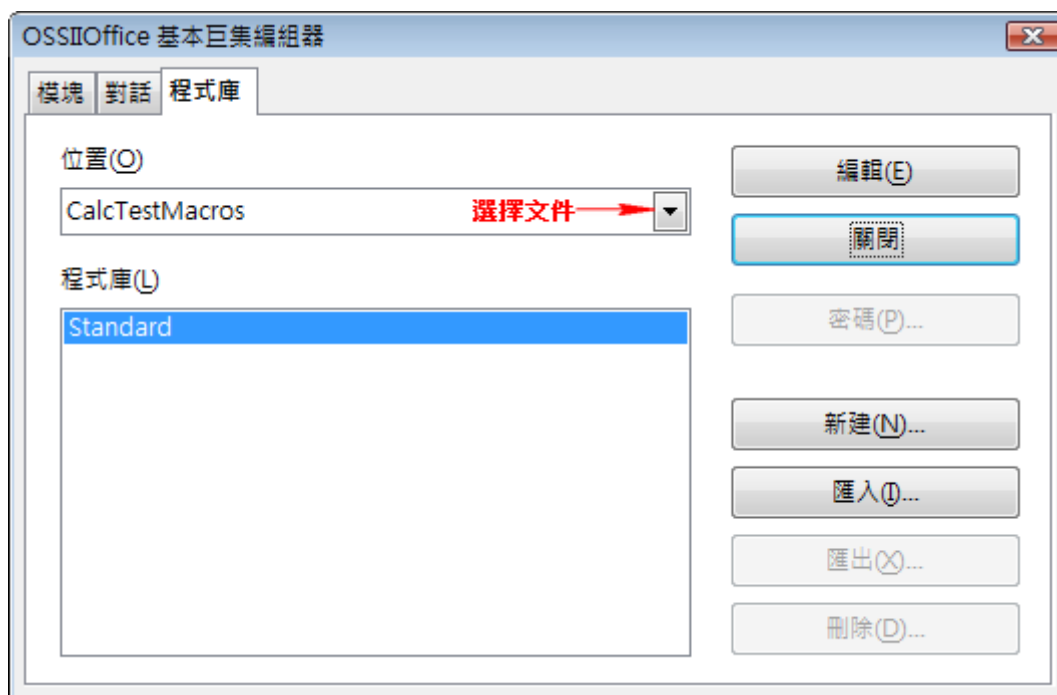 OSSIIOffice 基本巨集編組器
模塊 對話 程式庫
位置(O)
CalcTestMacros 選擇文件
程式庫(L)
Standard
編輯(E)
關閉
密碼(P)...
新建(N)...
匯入(I)...
匯出(X)...
刪除(D)...